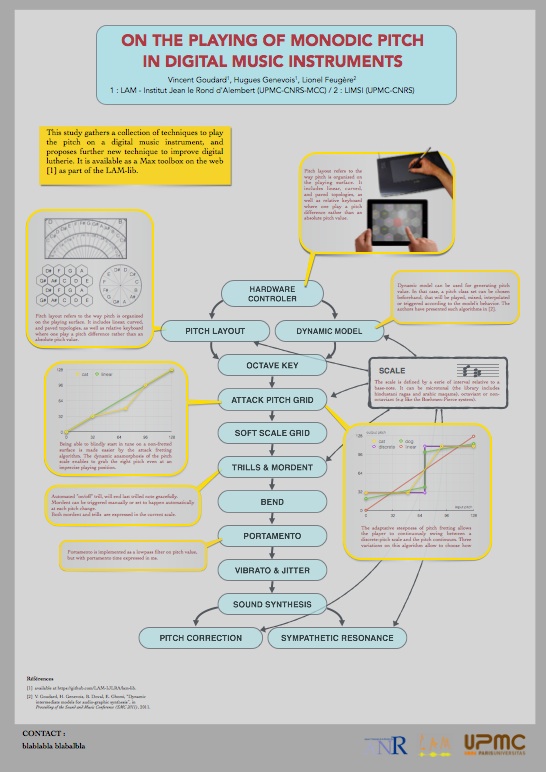 ON THE PLAYING OF MONODIC PITCH
IN DIGITAL MUSIC INSTRUMENTS
Vincent Goudard¹, Hugues Genevois¹, Lionel Feugère²
1 : LAM - Institut Jean le Rond d'Alembert (UPMC-CNRS-MCC) / 2 : LIMSI (UPMC-CNRS)
This study gathers a collection of techniques to play
the pitch on a digital music instrument, and
proposes further new technique to improve digital
lutherie. It is available as a Max toolbox on the web
[1] as part of the LAM-lib.
Pitch layout refers to the
way pitch is organized on
the playing surface. It
includes linear, curved,
and paved topologies, as
well as relative keyboard
where one play a pitch
difference rather than an
absolute pitch value.
Pitch layout refers to the way pitch is organized
on the playing surface. It includes linear, curved,
and paved topologies, as well as relative keyboard
where one play a pitch difference rather than an
absolute pitch value.
HARDWARE
CONTROLER
Dynamic model can be used for generating pitch
value. In that case, a pitch class set can be chosen
beforehand, that will be played, mixed, interpolated
or triggered according to the model's behavior. The
authors have presented such algorithms in [2].
PITCH LAYOUT
DYNAMIC MODEL
OCTAVE KEY
SCALE
The scale is defined by a serie of interval relative to a
base-note. It can be microtonal (the library includes
hindustani ragas and arabic maqams), octaviant or non-
octaviant (e.g like the Boehmen-Pierce system).
ATTACK PITCH GRID
Being able to blindly start in tune on a non-fretted
surface is made easier by the attack fretting
algorithm. The dynamic anamorphosis of the pitch
scale enables to grab the right pitch even at an
imprecise playing position.
SOFT SCALE GRID
TRILLS & MORDENT
Automated "on/off" trill, will end last trilled note gracefully.
Mordent can be triggered manually or set to happen automatically
at each pitch change.
Both mordent and trills are expressed in the current scale.
The adaptative steepness of pitch fretting allows
the player to continuously swing between a
discrete pitch scale and the pitch continuum. Three
variations on this algorithm allow to choose how
BEND
PORTAMENTO
Portamento is implemented as a lowpass filter on pitch value,
but with portamento time expressed in ms.
VIBRATO & JITTER
SOUND SYNTHESIS
PITCH CORRECTION
SYMPATHETIC RESONANCE
Références
[1] available at https://github.com/LAM-IJLRA/lam-lib.
[2] V. Goudard, H. Genevois, B. Doval, E. Ghomi, "Dynamic
intermediate models for audio-graphic synthesis", in
Proceeding of the Sound and Music Conference (SMC 2011), 2011.
CONTACT :
blablabla blabalbla
UPMC
PARISUNIVERSITAS